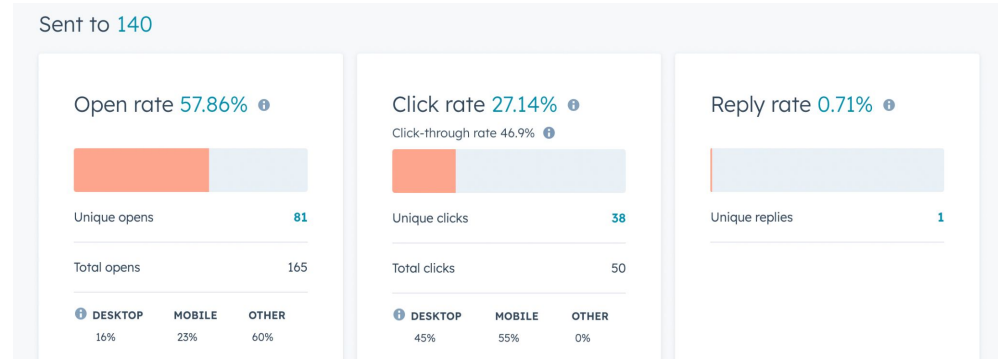 Sent to 140
Open rate 57.86%
Unique opens 81
Total opens 165
DESKTOP MOBILE OTHER
16% 23% 60%
Click rate 27.14%
Click-through rate 46.9%
Unique clicks 38
Total clicks 50
DESKTOP MOBILE OTHER
45% 55% 0%
Reply rate 0.71%
Unique replies 1